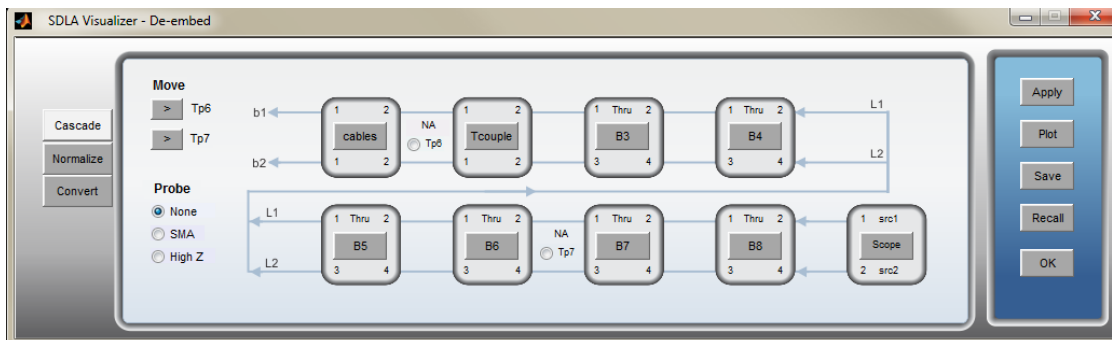 SDLA Visualizer - De-embed
Move
> Tp6
> Tp7
Cascade
Normalize
Convert
Probe
None
SMA
High Z
b1
b2
1 2
cables
1 2
NA
Tp6
1 2
Tcouple
1 2
1 Thru 2
B3
3 4
1 Thru 2
B4
3 4
L1
L2
L1
L2
1 Thru 2
B5
3 4
1 Thru 2
B6
3 4
NA
Tp7
1 Thru 2
B7
3 4
1 Thru 2
B8
3 4
1 src1
Scope
2 src2
Apply
Plot
Save
Recall
OK